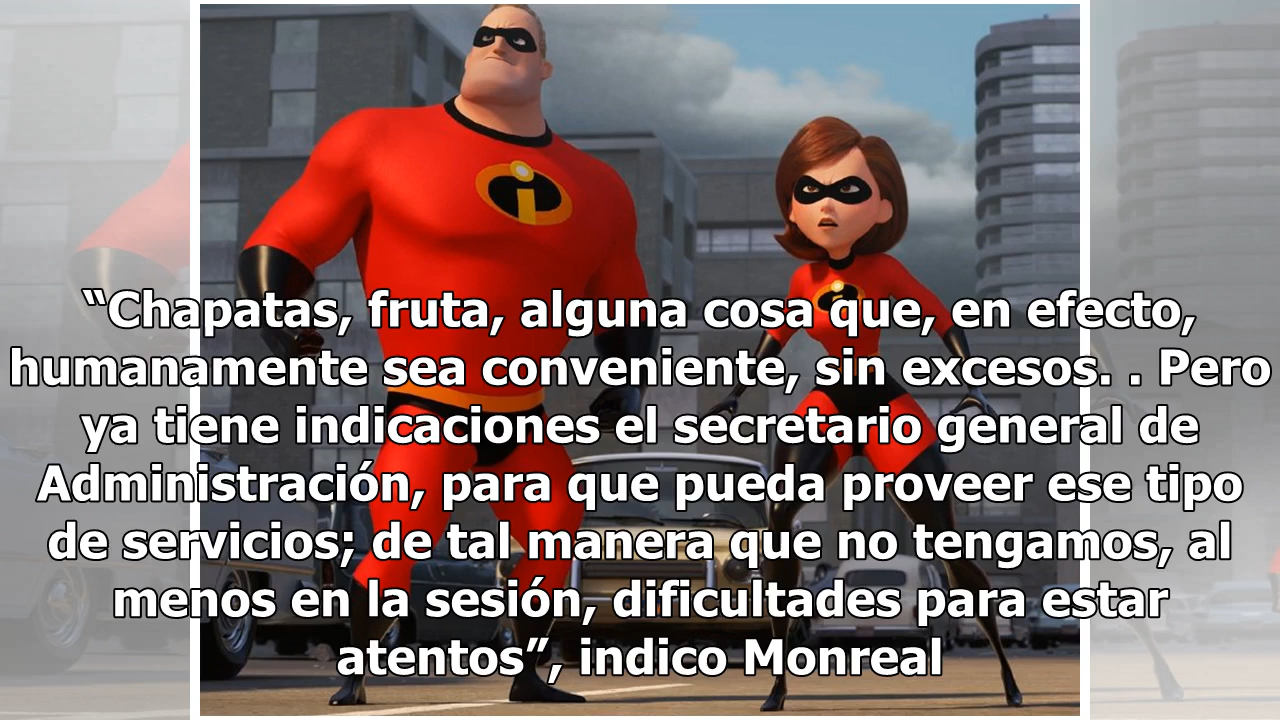 “Chapatas, fruta, alguna cosa que, en efecto,
humanamente sea conveniente, sin excesos. . Pero
ya tiene indicaciones el secretario general de
Administración, para que pueda proveer ese tipo
de servicios; de tal manera que no tengamos, al
menos en la sesión, dificultades para estar
atentos”, indico Monreal